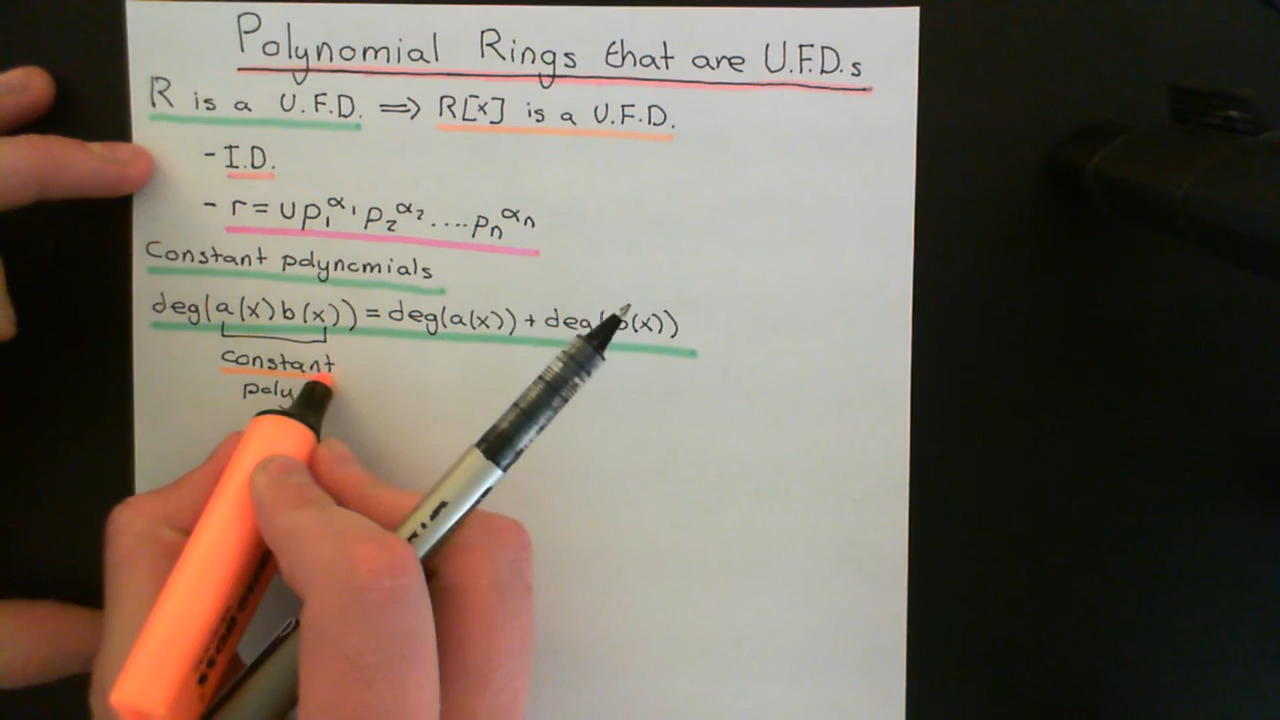 Polynomial Rings that are U.F.D.s
R is a U.F.D. ⟹ R[x] is a U.F.D.
- I.D.
- r = up₁^α₁ p₂^α₂ .... pₙ^αₙ
Constant polynomials
deg(a(x)b(x)) = deg(a(x)) + deg(b(x))
constant
poly